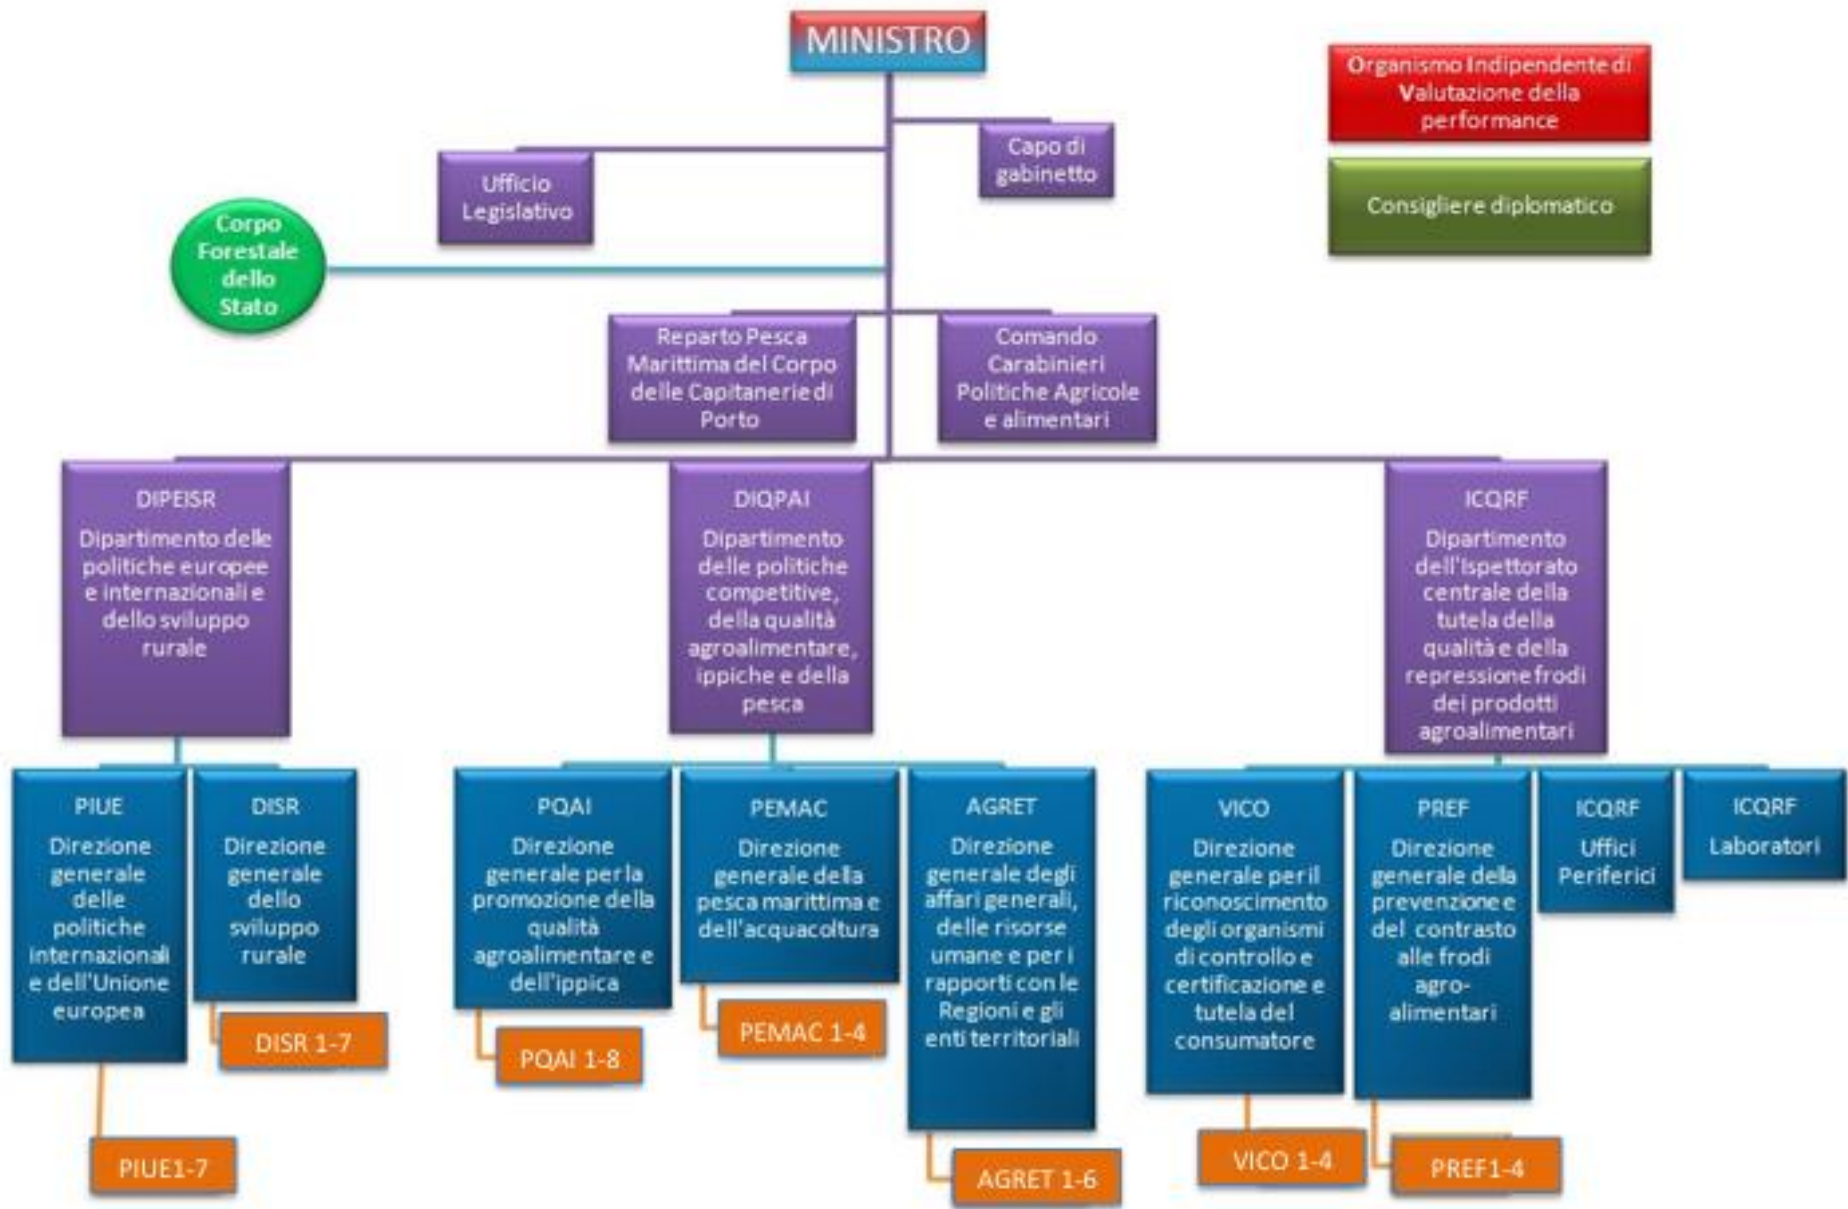 MINISTRO
Organismo Indipendente di
Valutazione della
performance
Capo di
gabinetto
Ufficio
Legislativo
Consigliere diplomatico
Corpo
Forestale
dello
Stato
Reparto Pesca
Marittima del Corpo
delle Capitanerie di
Porto
Comando
Carabinieri
Politiche Agricole
e alimentari
DIPEISR
Dipartimento delle
politiche europee
e internazionali e
dello sviluppo
rurale
DIQPAI
Dipartimento
delle politiche
competitive,
della qualità
agroalimentare,
ippiche e della
pesca
ICQRF
Dipartimento
dell'Ispettorato
centrale della
tutela della
qualità e della
repressione frodi
dei prodotti
agroalimentari
PIUE
Direzione
generale
delle
politiche
internazionali
e dell'Unione
europea
DISR
Direzione
generale
dello
sviluppo
rurale
PQAI
Direzione
generale per la
promozione della
qualità
agroalimentare e
dell'ippica
PEMAC
Direzione
generale della
pesca marittima e
dell'acquacoltura
AGRET
Direzione
generale degli
affari generali,
delle risorse
umane e per i
rapporti con le
Regioni e gli
enti territoriali
VICO
Direzione
generale per il
riconoscimento
degli organismi
di controllo e
certificazione e
tutela del
consumatore
PREF
Direzione
generale della
prevenzione e
del contrasto
alle frodi
agro-
alimentari
ICQRF
Uffici
Periferici
ICQRF
Laboratori
DISR 1-7
PQAI 1-8
PEMAC 1-4
PIUE1-7
AGRET 1-6
VICO 1-4
PREF1-4